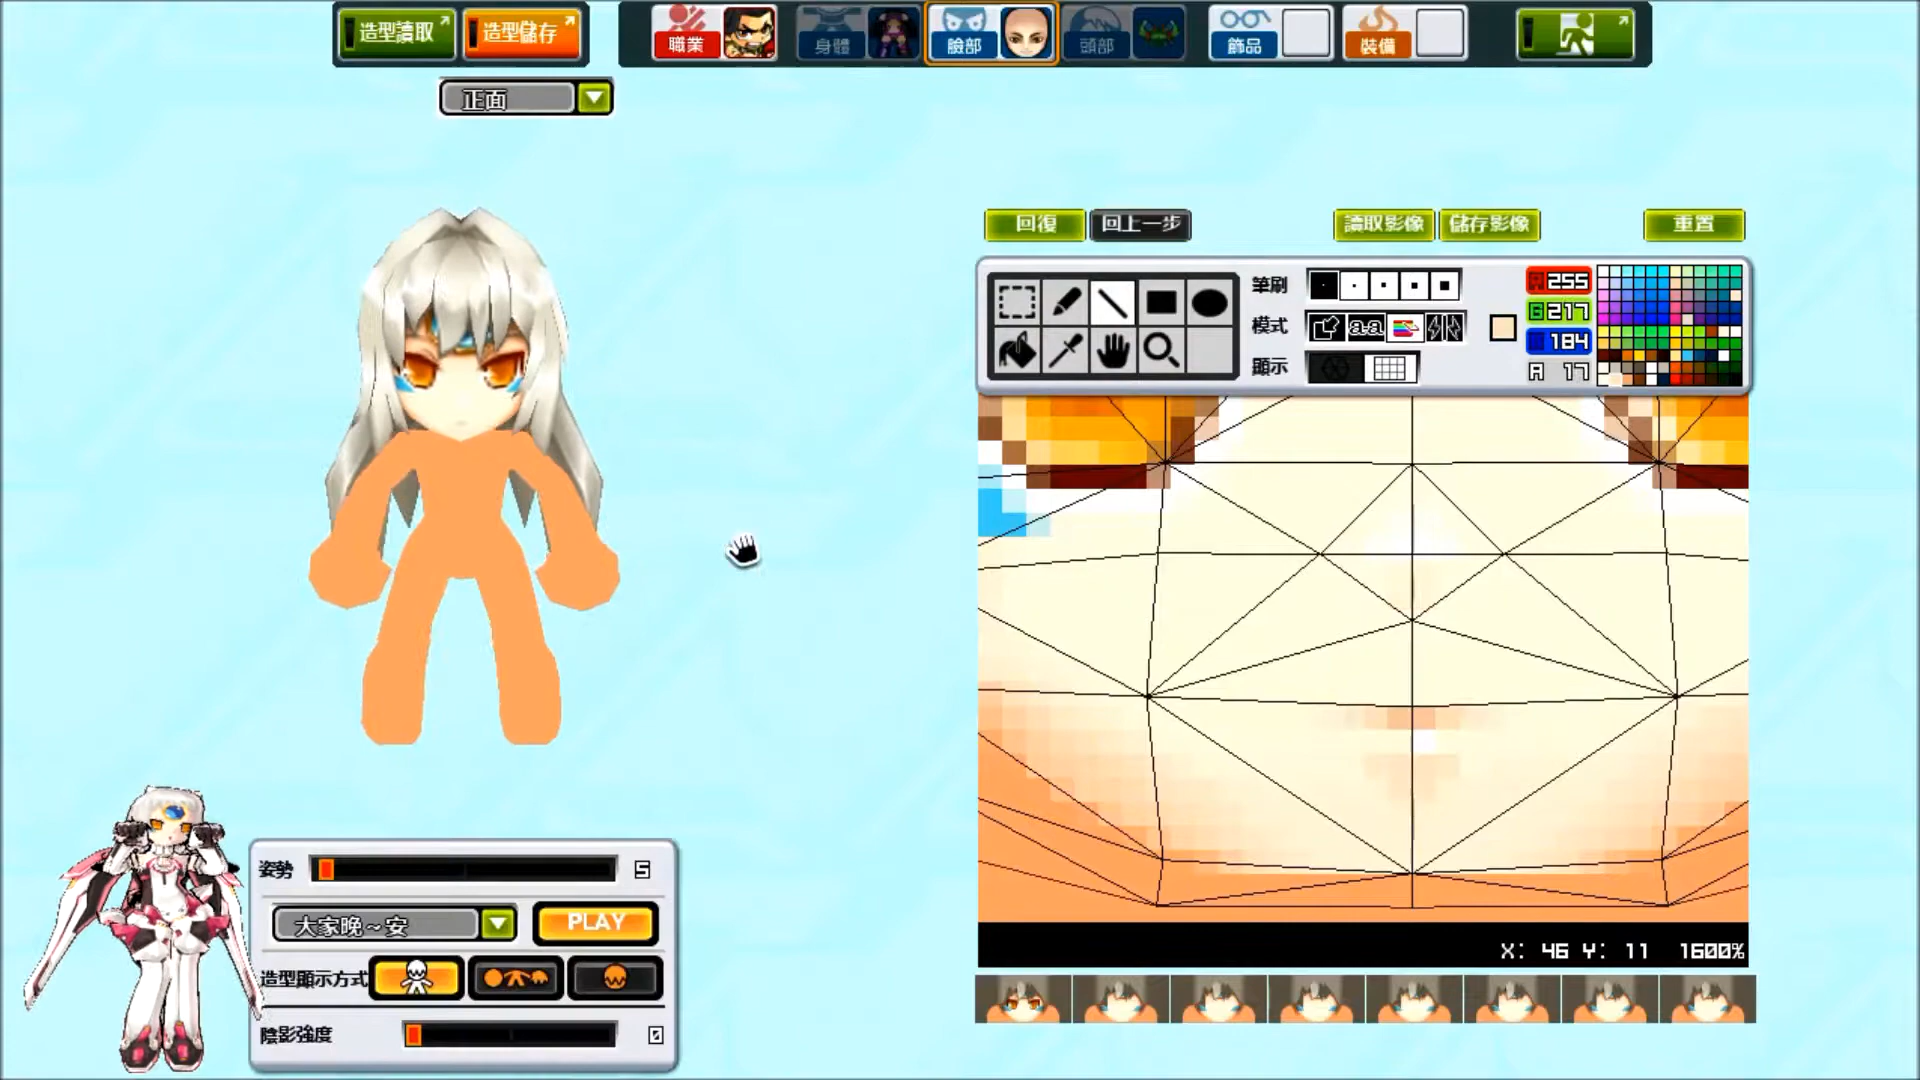 造型讀取
造型儲存
職業
身體
臉部
頭部
飾品
裝備
正面
回復
回上一步
讀取影像
儲存影像
重置
筆刷
模式
aa
顯示
R 255
G 217
184
A 17
X: 46 Y: 11 1600%
姿勢
5
大家晚～安
PLAY
造型顯示方式
陰影強度
0